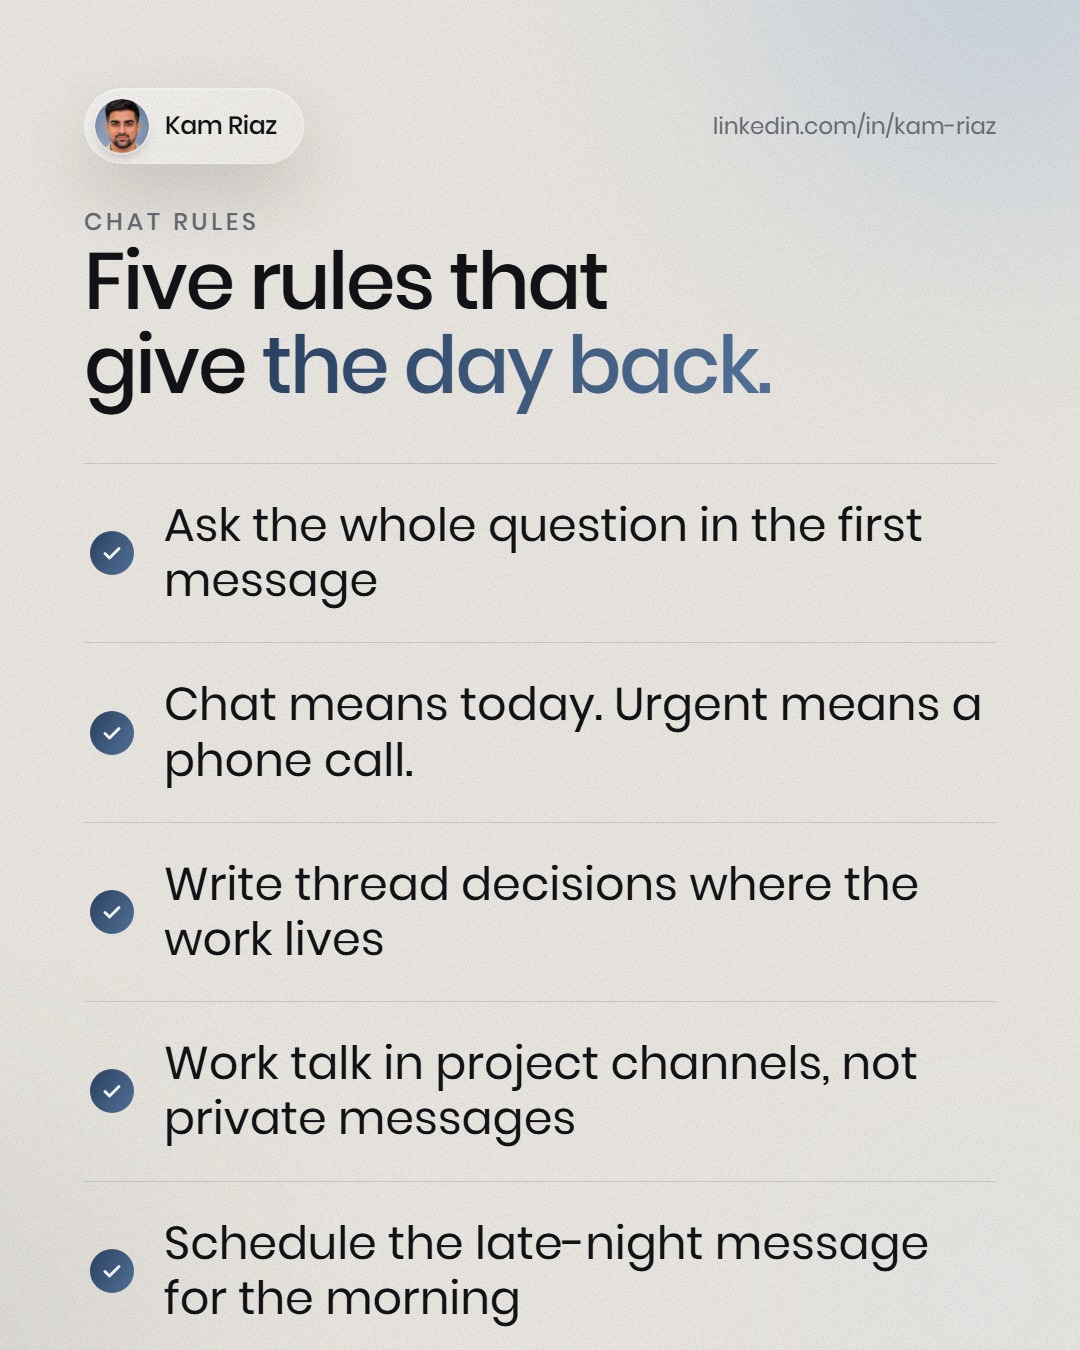 Kam Riaz
linkedin.com/in/kam-riaz
CHAT RULES
Five rules that
give the day back.
Ask the whole question in the first
message
Chat means today. Urgent means a
phone call.
Write thread decisions where the
work lives
Work talk in project channels, not
private messages
Schedule the late-night message
for the morning